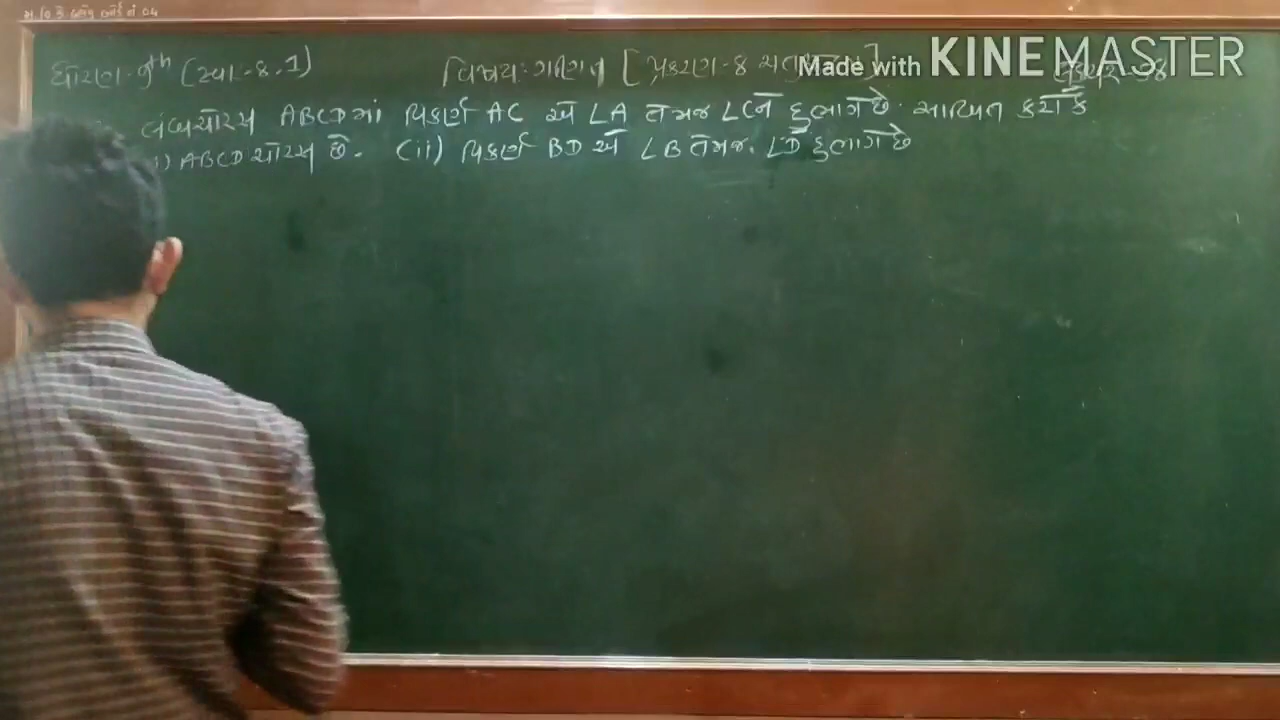 ધોરણ-9th (સ્વા-8.1) વિષય:ગણિત [પ્રકરણ-8
Made with KINEMASTER
લંબચોરસ ABCDમાં વિકર્ણ AC એ ∠A તેમજ ∠Cને દુભાગે છે. સાબિત કરો કે
i) ABCD ચોરસ છે. (ii) વિકર્ણ BD એ ∠B તેમજ ∠D દુભાગે છે